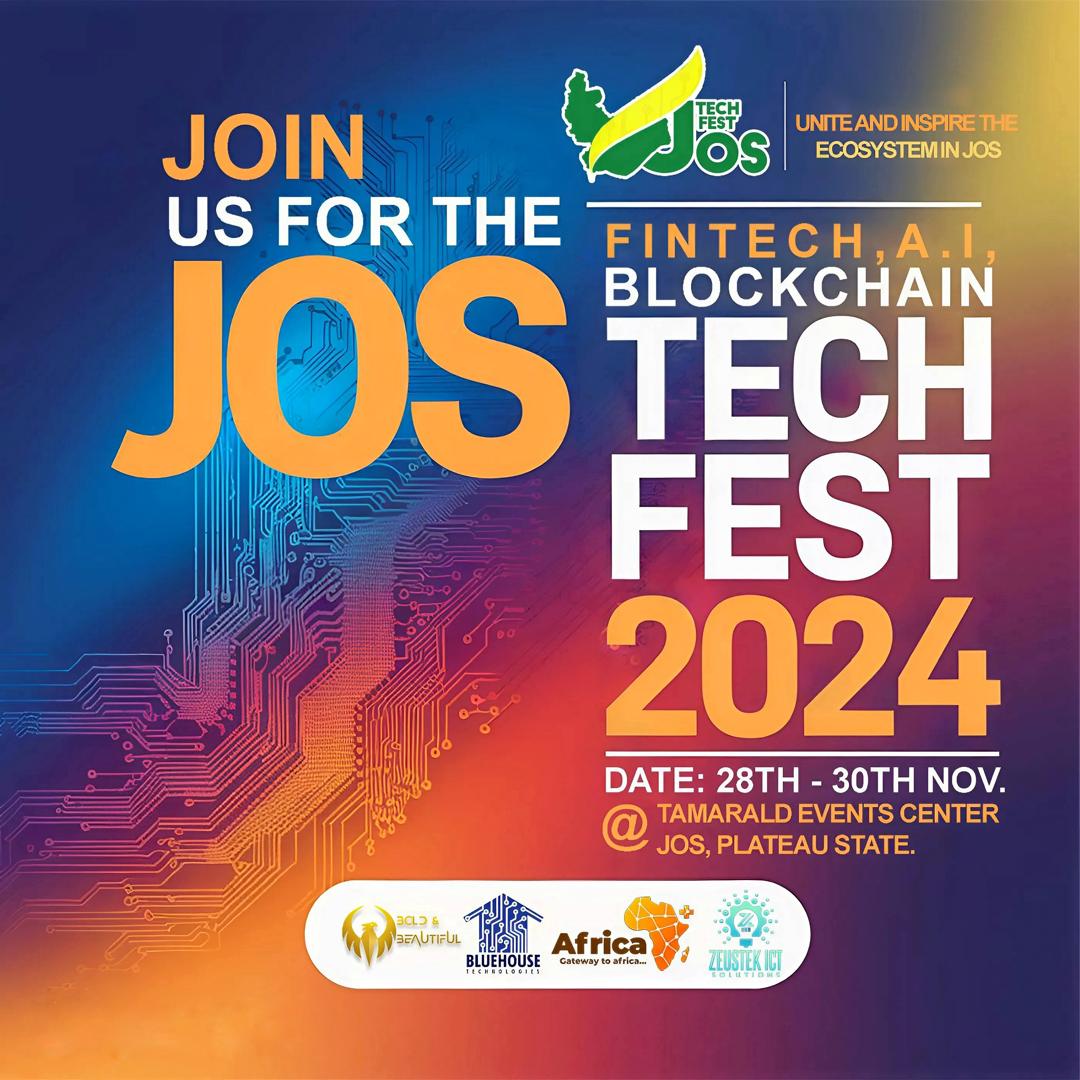 JOIN
US FOR THE
JOS
TECH
FEST
JOS
UNITE AND INSPIRE THE
ECOSYSTEM IN JOS
FINTECH,A.I,
BLOCKCHAIN
TECH
FEST
2024
DATE: 28TH - 30TH NOV.
@ TAMARALD EVENTS CENTER
JOS, PLATEAU STATE.
BOLD &
BEAUTIFUL
BLUEHOUSE
TECHNOLOGIES
Africa
Gateway to africa...
ZEUSTEK ICT
SOLUTIONS